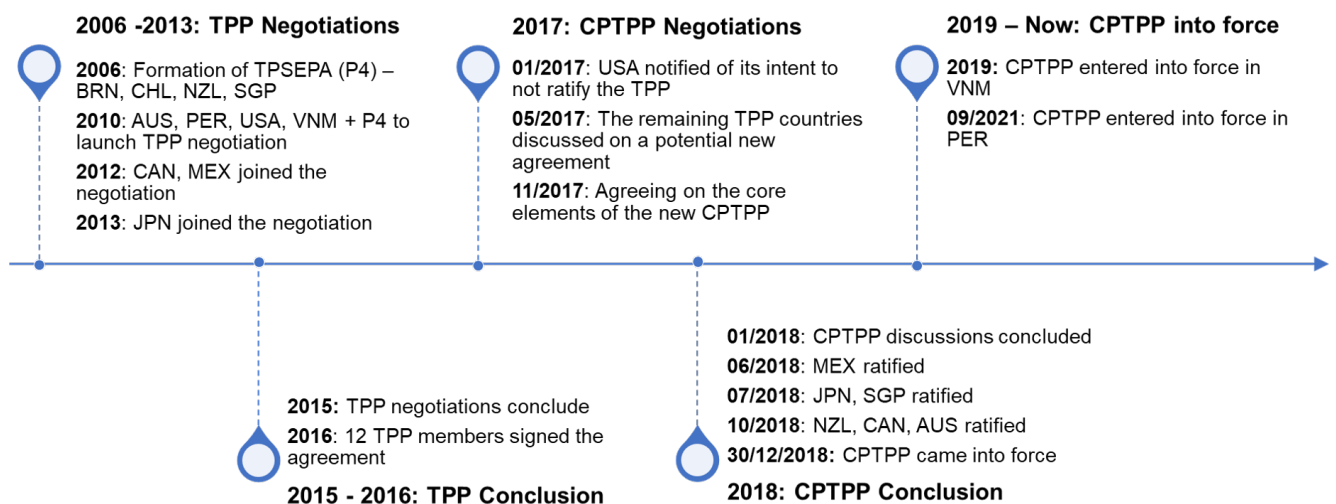 2006 -2013: TPP Negotiations
2006: Formation of TPSEPA (P4) –
BRN, CHL, NZL, SGP
2010: AUS, PER, USA, VNM + P4 to
launch TPP negotiation
2012: CAN, MEX joined the
negotiation
2013: JPN joined the negotiation
2015: TPP negotiations conclude
2016: 12 TPP members signed the
agreement
2015 - 2016: TPP Conclusion
2017: CPTPP Negotiations
01/2017: USA notified of its intent to
not ratify the TPP
05/2017: The remaining TPP countries
discussed on a potential new
agreement
11/2017: Agreeing on the core
elements of the new CPTPP
01/2018: CPTPP discussions concluded
06/2018: MEX ratified
07/2018: JPN, SGP ratified
10/2018: NZL, CAN, AUS ratified
30/12/2018: CPTPP came into force
2018: CPTPP Conclusion
2019 – Now: CPTPP into force
2019: CPTPP entered into force in
VNM
09/2021: CPTPP entered into force in
PER